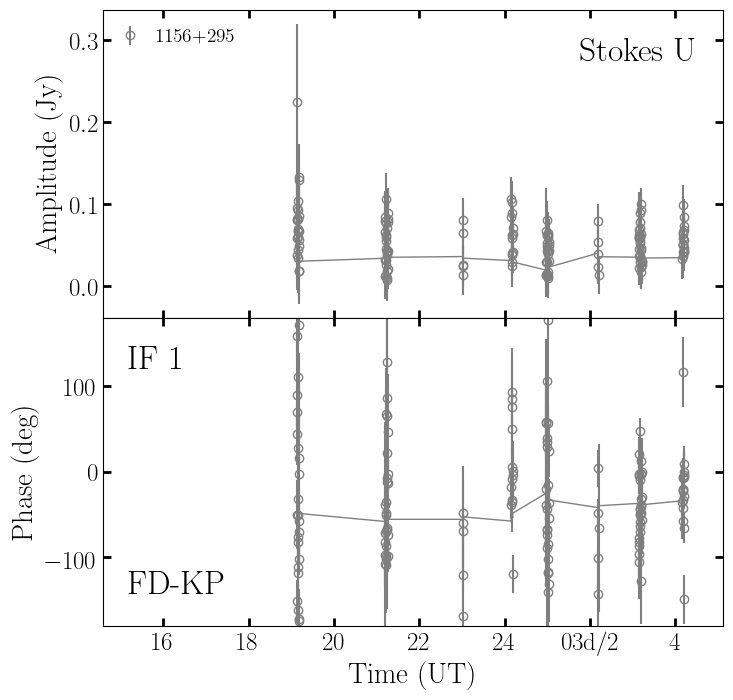 1156+295
Stokes U
0.3
0.2
0.1
0.0
Amplitude (Jy)
IF 1
100
0
−100
Phase (deg)
FD-KP
16 18 20 22 24 03d/2 4
Time (UT)